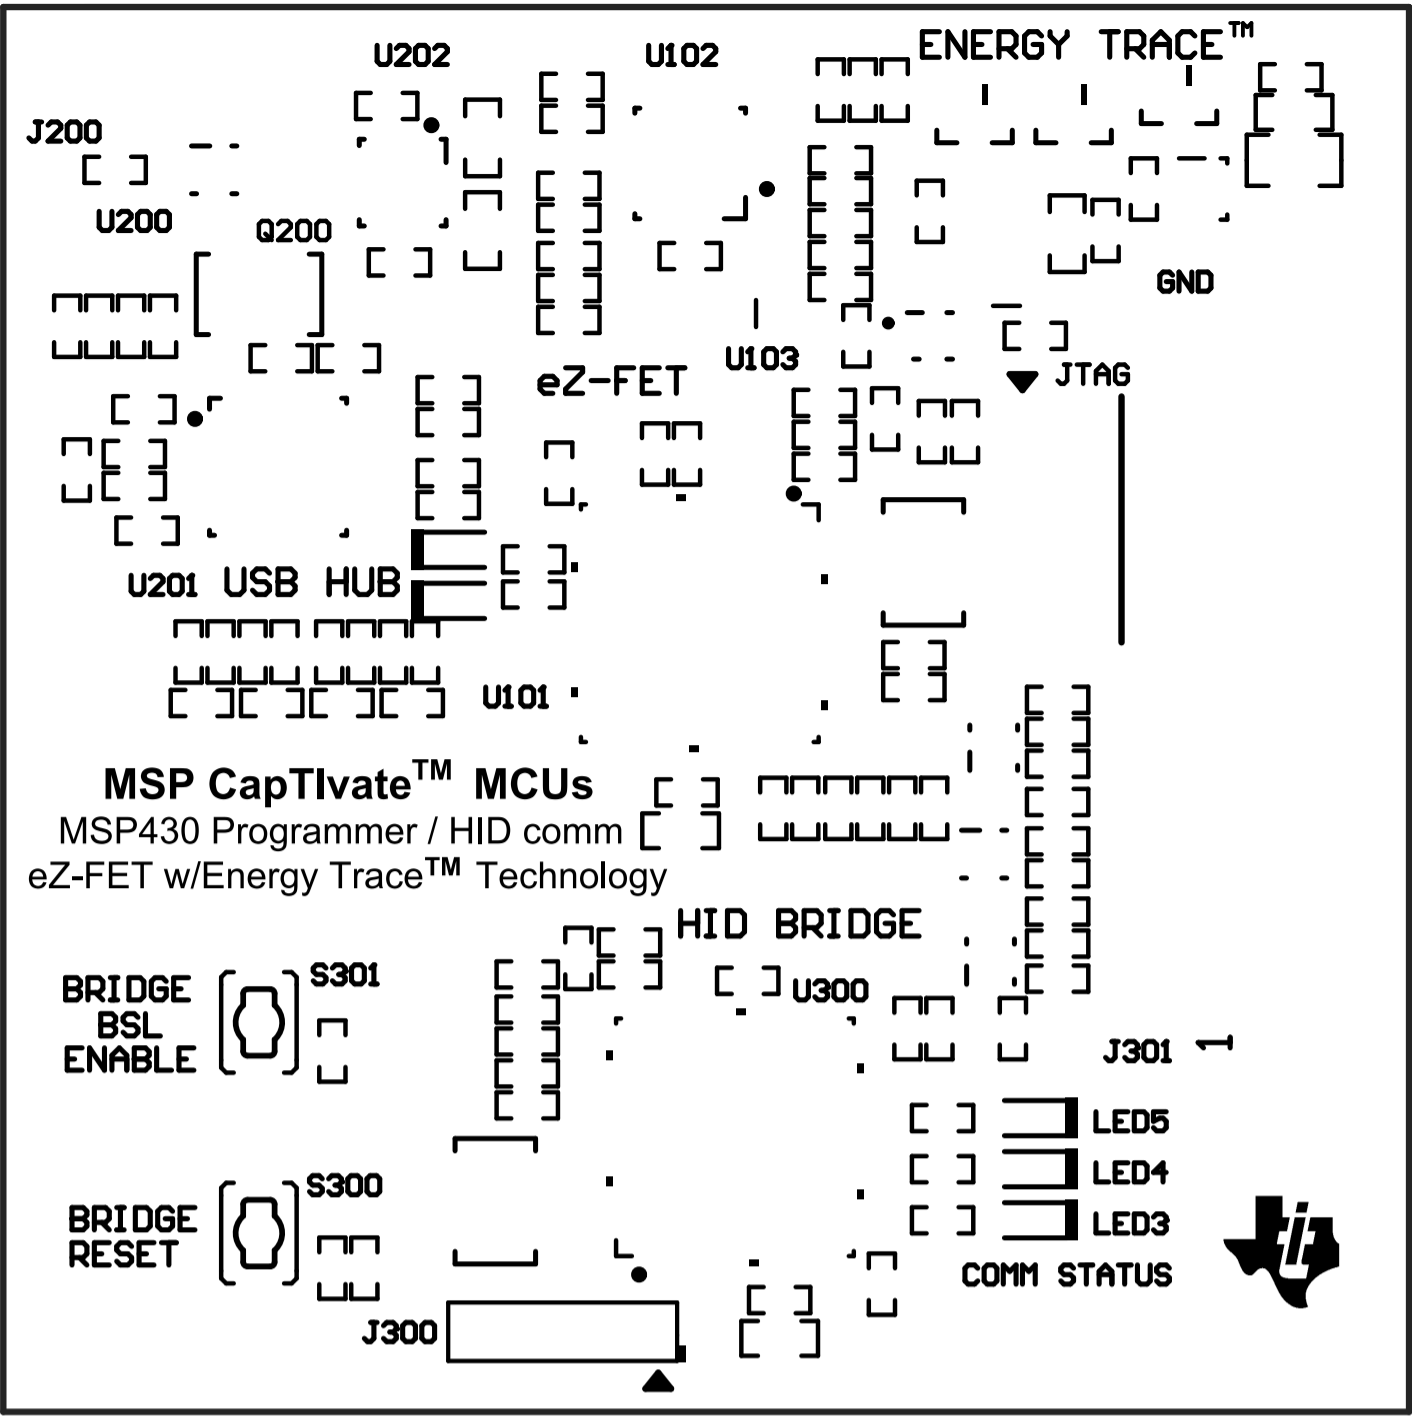 ENERGY TRACE™
U202
U102
J200
U200
Q200
GND
U103
JTAG
eZ-FET
U201
USB HUB
U101
MSP CapTIvate™ MCUs
MSP430 Programmer / HID comm
eZ-FET w/Energy Trace™ Technology
HID BRIDGE
S301
BRIDGE
BSL
ENABLE
U300
J301
1
LED5
LED4
S300
BRIDGE
RESET
LED3
COMM STATUS
J300